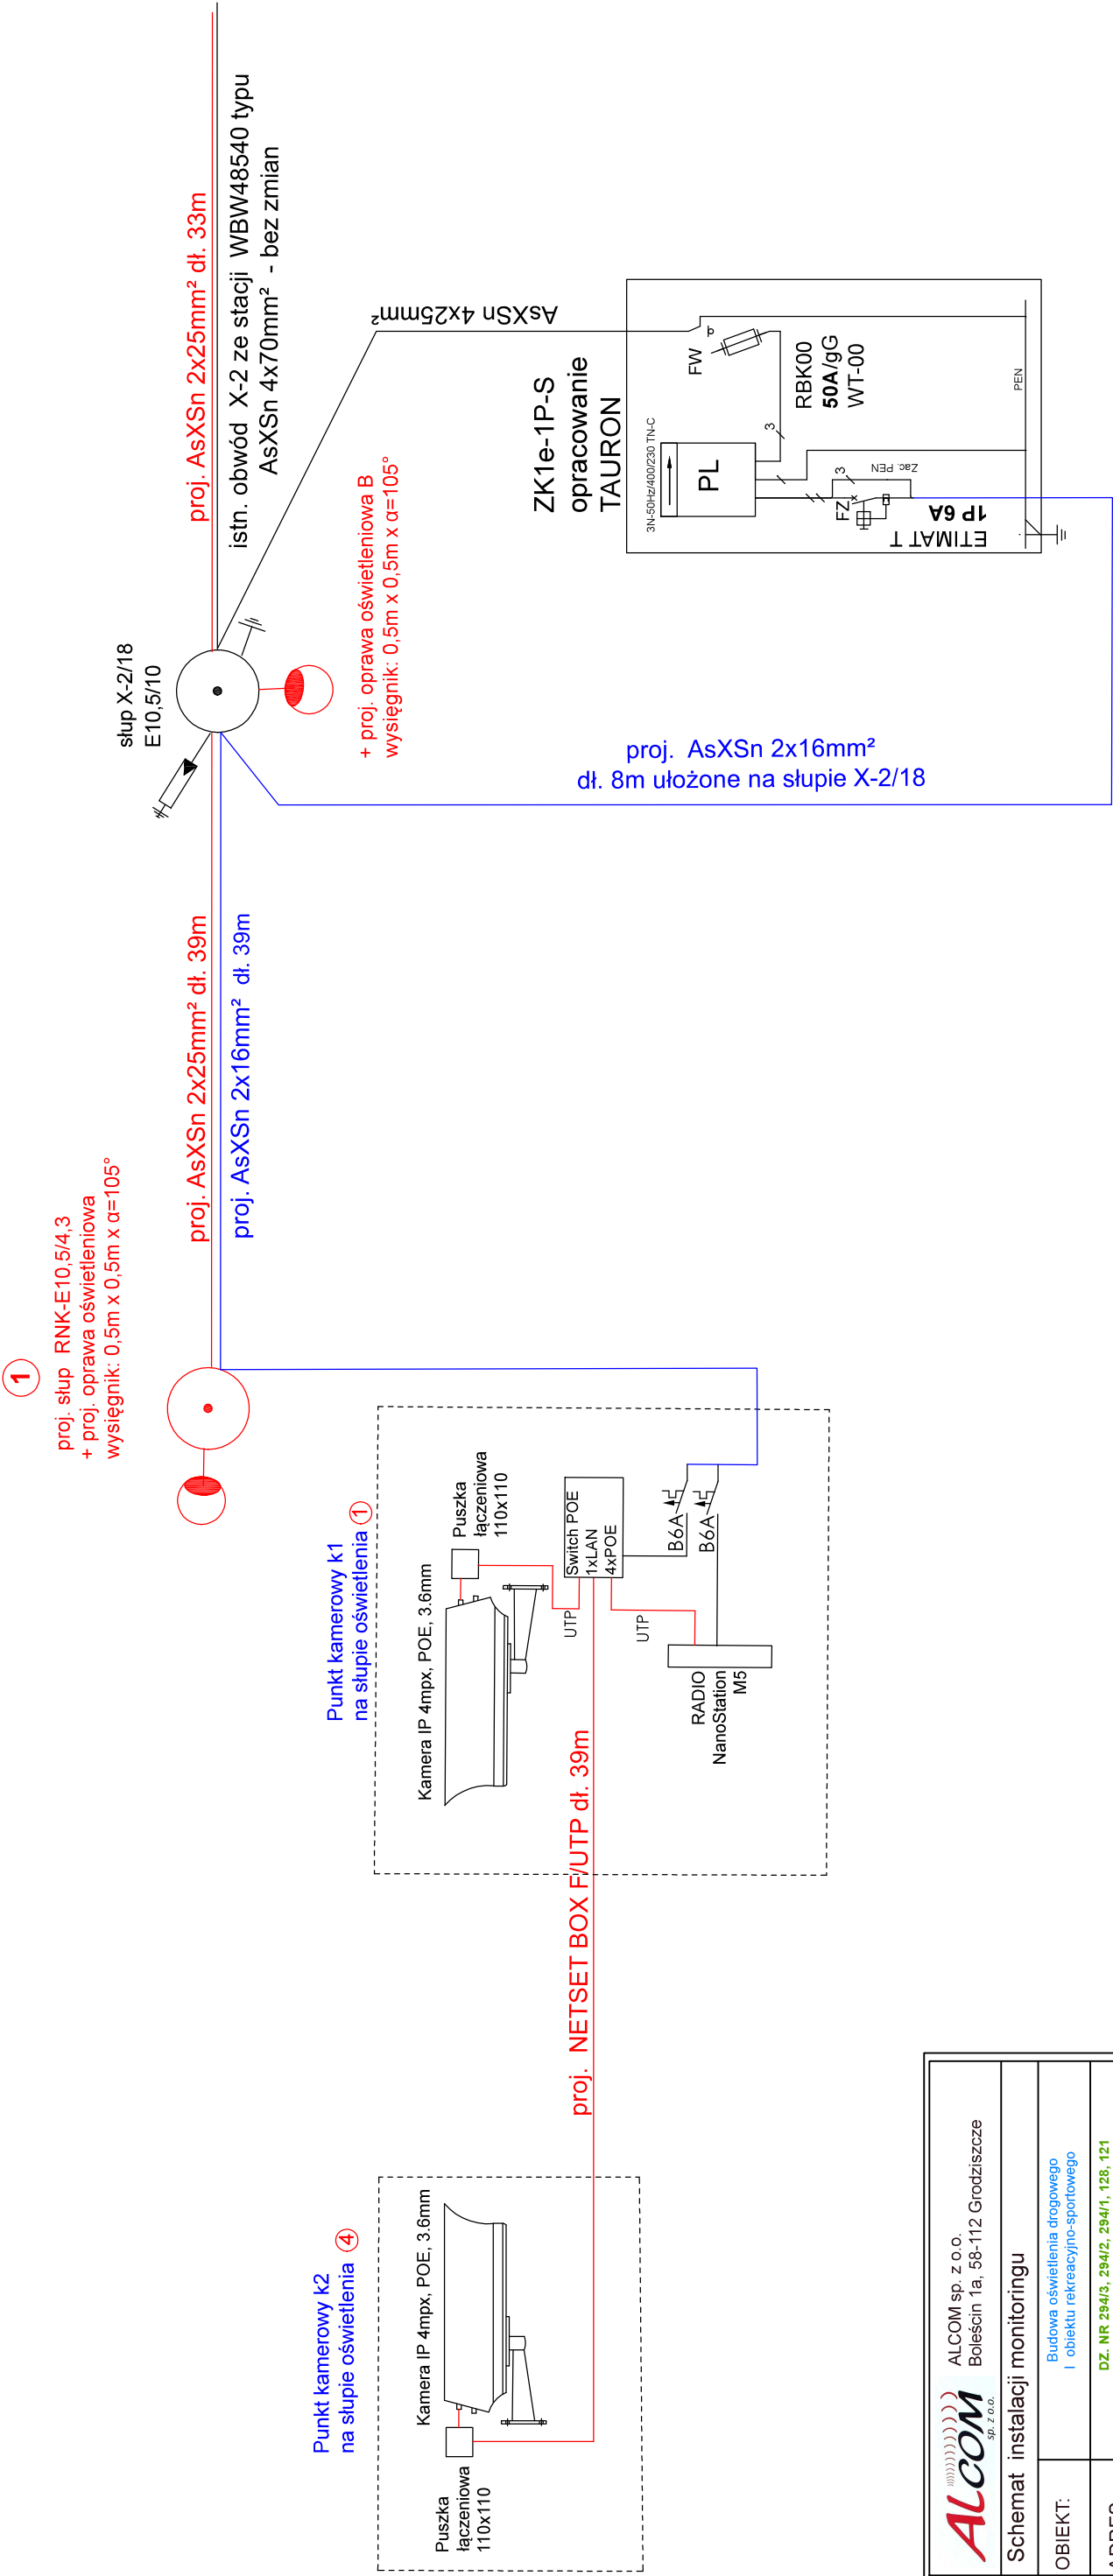 Punkt kamerowy k2
na słupie oświetlenia 4
Kamera IP 4mpx, POE, 3.6mm
Puszka
łączeniowa
110x110
proj. NETSET BOX F/UTP dł. 39m
Punkt kamerowy k1
na słupie oświetlenia 1
Kamera IP 4mpx, POE, 3.6mm
Puszka
łączeniowa
110x110
UTP
Switch POE
1xLAN
4xPOE
UTP
B6A
B6A
RADIO
NanoStation
M5
1
proj. słup RNK-E10,5/4,3
+ proj. oprawa oświetleniowa
wysięgnik: 0,5m x 0,5m x α=105°
proj. AsXSn 2x25mm² dł. 39m
proj. AsXSn 2x16mm² dł. 39m
słup X-2/18
E10,5/10
+ proj. oprawa oświetleniowa B
wysięgnik: 0,5m x 0,5m x α=105°
proj. AsXSn 2x16mm²
dł. 8m ułożone na słupie X-2/18
proj. AsXSn 2x25mm² dł. 33m
istn. obwód X-2 ze stacji WBW48540 typu
AsXSn 4x70mm² - bez zmian
AsXSn 4x25mm²
ZK1e-1P-S
opracowanie
TAURON
3N-50Hz/400/230 TN-C
PL
FW
3
RBK00
50A/gG
WT-00
FZ
3
Zac. PEN
ETIMAT T
1P 6A
PEN
ALCOM
sp. z o.o.
ALCOM sp. z o.o.
Boleścin 1a, 58-112 Grodziszcze
Schemat instalacji monitoringu
OBIEKT:
Budowa oświetlenia drogowego
I obiektu rekreacyjno-sportowego
DZ. NR 294/3, 294/2, 294/1, 128, 121